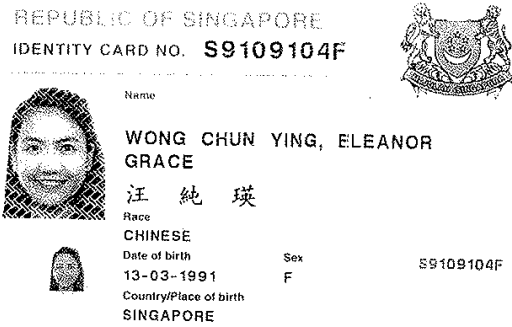 REPUBLIC OF SINGAPORE
IDENTITY CARD NO. S9109104F
Name
WONG CHUN YING, ELEANOR
GRACE
汪 純 瑛
Race
CHINESE
Date of birth Sex
13-03-1991 F S9109104F
Country/Place of birth
SINGAPORE